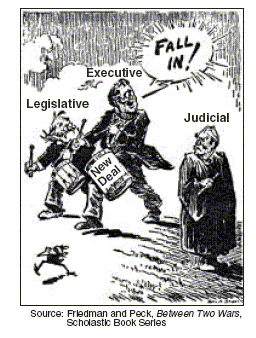 FALL
IN!
Executive
Legislative
Judicial
New
Deal
Source: Friedman and Peck, Between Two Wars,
Scholastic Book Series